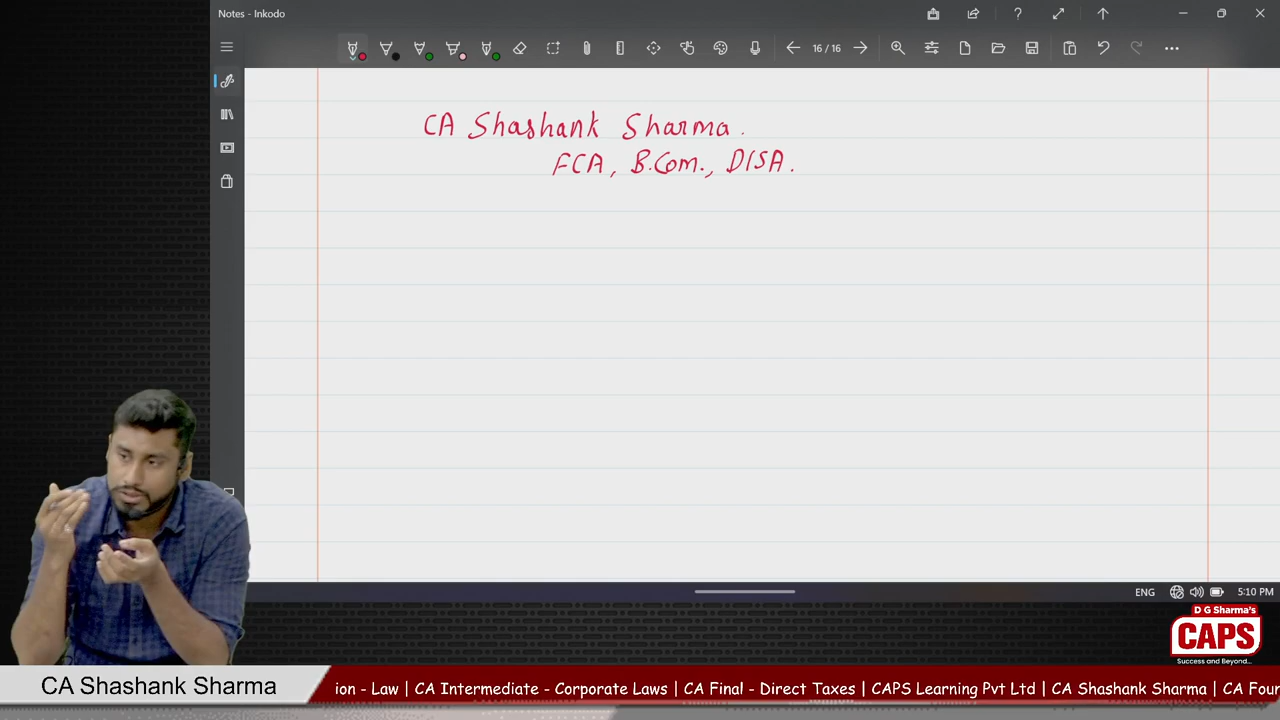 Notes - Inkodo
16/16
CA Shashank Sharma.
FCA, B.Com., DISA.
ENG
5:10 PM
D G Sharma's
CAPS
Success and Beyond...
CA Shashank Sharma
ion - Law | CA Intermediate - Corporate Laws | CA Final - Direct Taxes | CAPS Learning Pvt Ltd | CA Shashank Sharma | CA Four